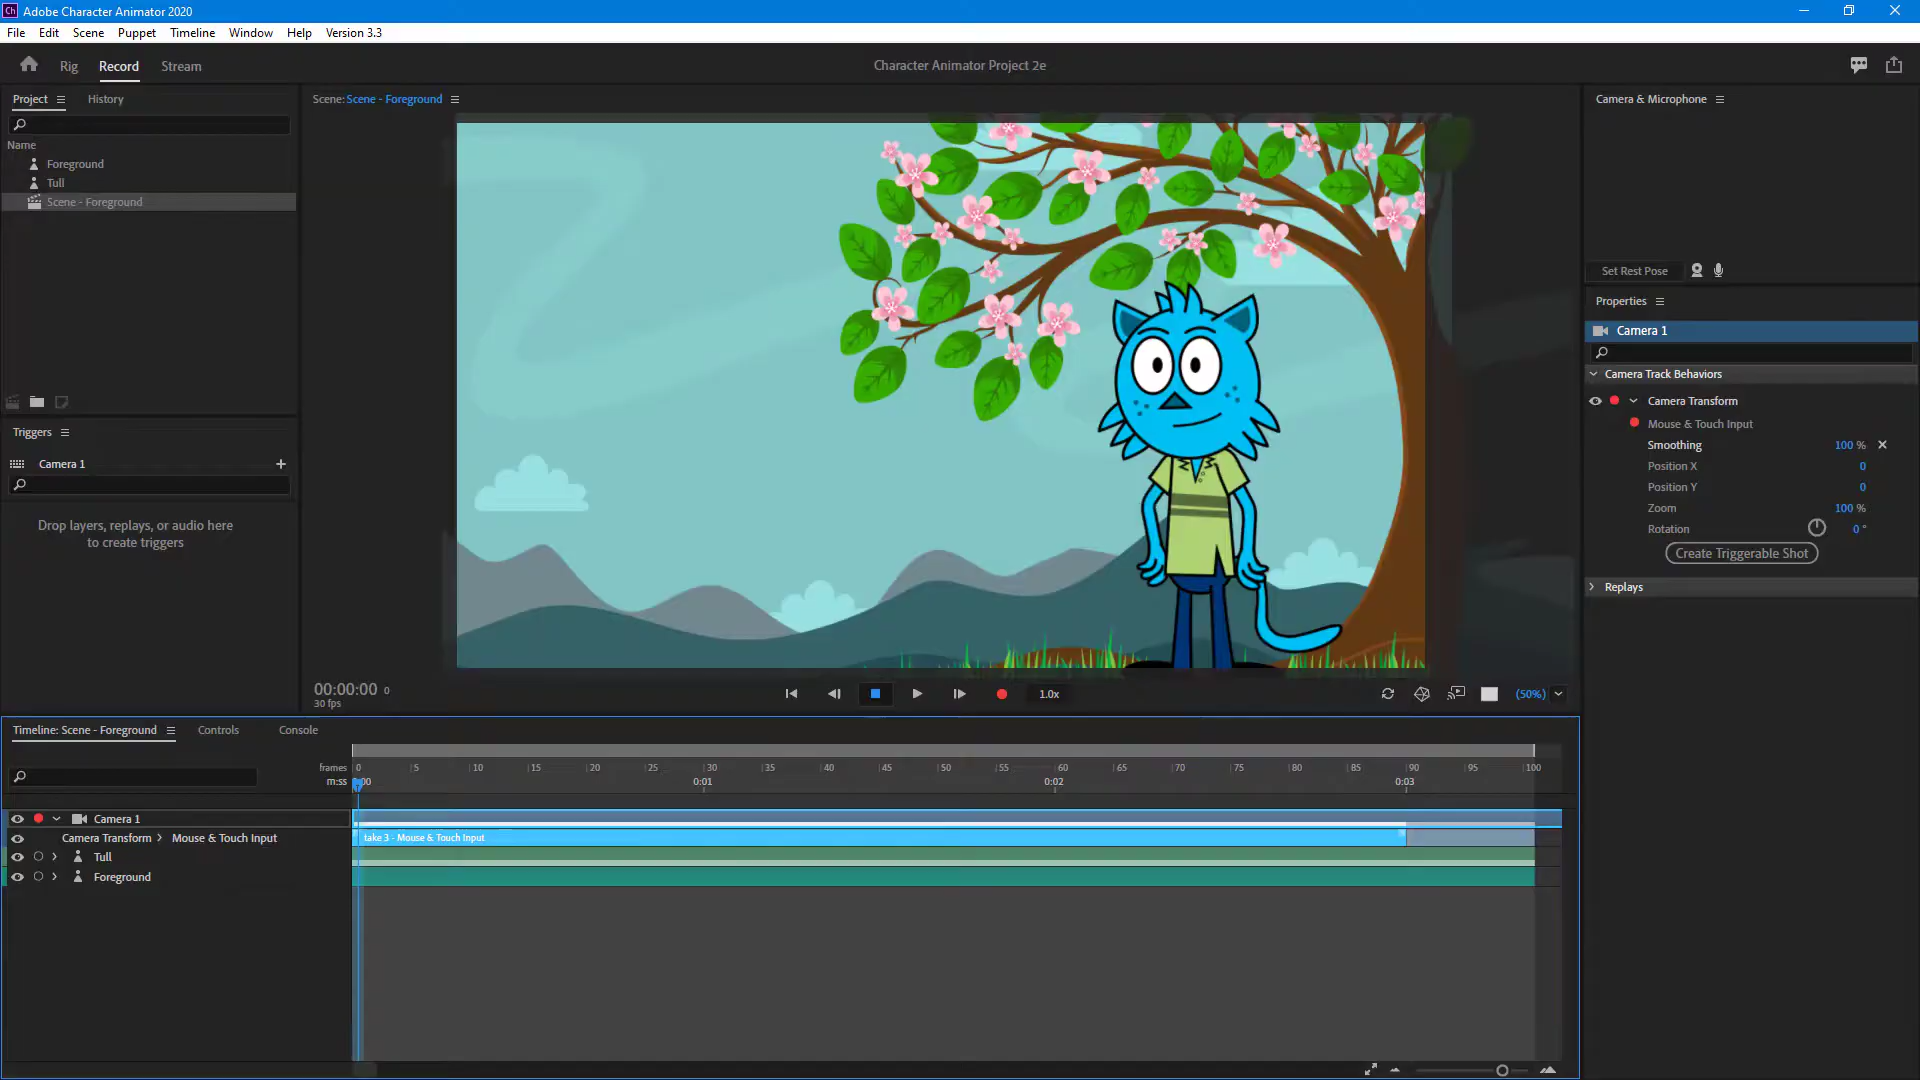 Ch Adobe Character Animator 2020
File Edit Scene Puppet Timeline Window Help Version 3.3
Rig Record Stream Character Animator Project 2e
Project History
Name
Foreground
Tull
Scene - Foreground
Triggers
Camera 1
Drop layers, replays, or audio here
to create triggers
Scene: Scene - Foreground
00:00:00 0
30 fps
1.0x
(50%)
Camera & Microphone
Set Rest Pose
Properties
Camera 1
Camera Track Behaviors
Camera Transform
Mouse & Touch Input
Smoothing 100 %
Position X 0
Position Y 0
Zoom 100 %
Rotation 0 °
Create Triggerable Shot
Replays
Timeline: Scene - Foreground Controls Console
frames 0 5 10 15 20 25 30 35 40 45 50 55 60 65 70 75 80 85 90 95 100
m:ss :00 0:01 0:02 0:03
Camera 1
Camera Transform > Mouse & Touch Input take 3 - Mouse & Touch Input
Tull
Foreground